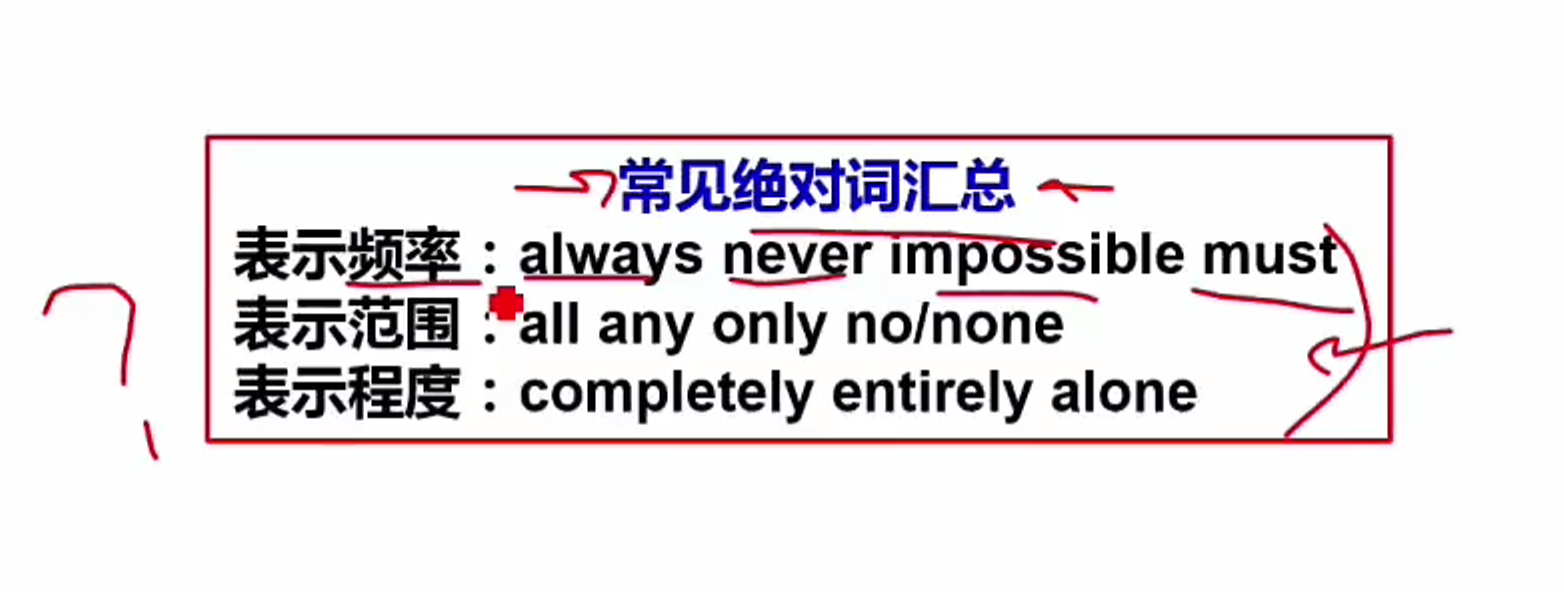 常见绝对词汇总
表示频率：always never impossible must
表示范围：all any only no/none
表示程度：completely entirely alone